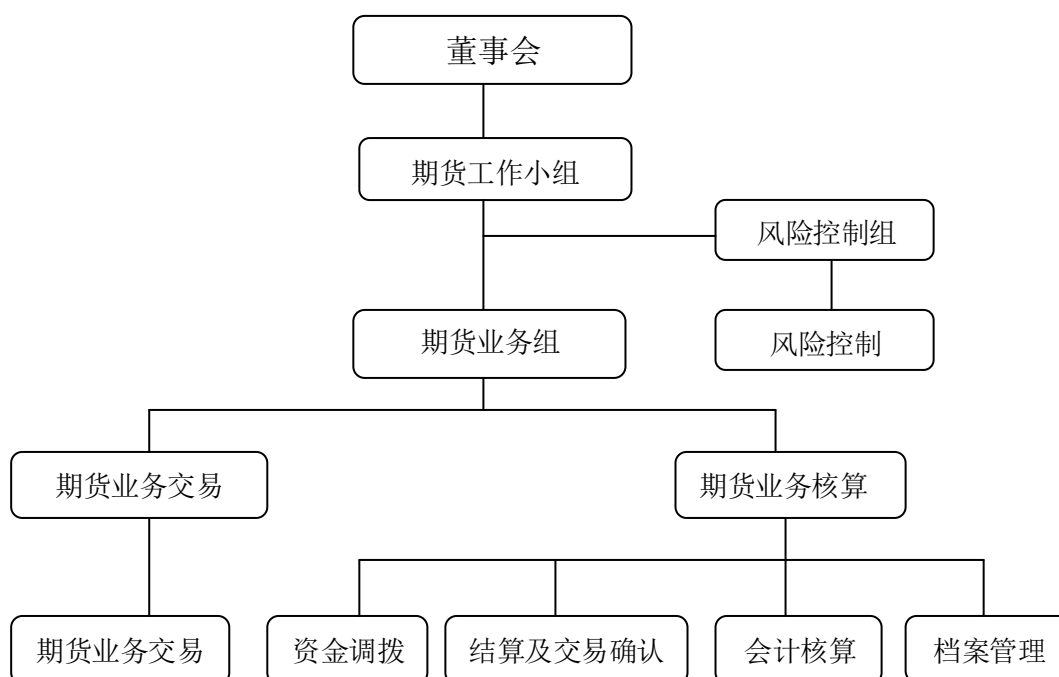 董事会
期货工作小组
风险控制组
期货业务组
风险控制
期货业务交易
期货业务核算
期货业务交易
资金调拨
结算及交易确认
会计核算
档案管理